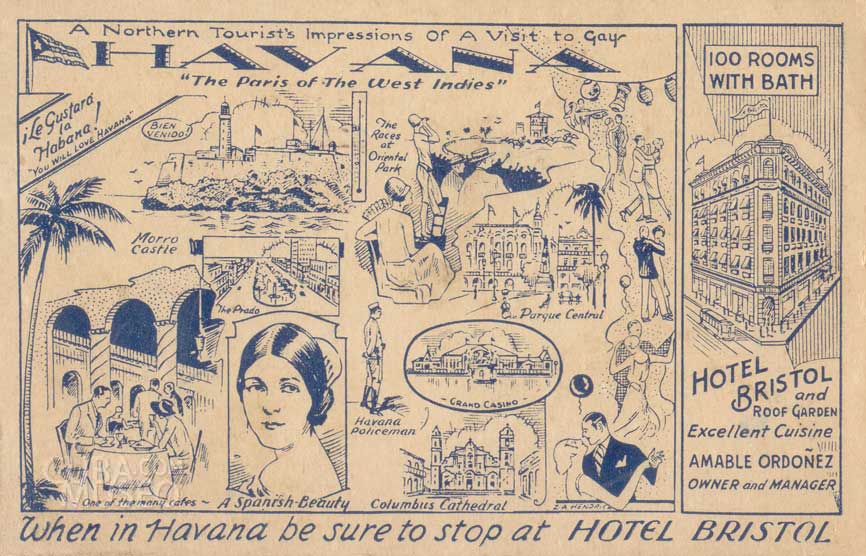 A Northern Tourist's Impressions Of A Visit to Gay
HAVANA
"The Paris of The West Indies"
¡Le Gustará
la
Habana!
"YOU WILL LOVE HAVANA"
BIEN
VENIDO!
Morro
Castle
The
Races
at
Oriental
Park
The Prado
Parque Central
Havana
Policeman
GRAND CASINO
One of the many cafes ~
A Spanish-Beauty
Columbus Cathedral
Z.A. HENDRICK
100 ROOMS
WITH BATH
HOTEL
BRISTOL
and
ROOF GARDEN
Excellent Cuisine
AMABLE ORDOÑEZ
OWNER and MANAGER
When in Havana be sure to stop at HOTEL BRISTOL